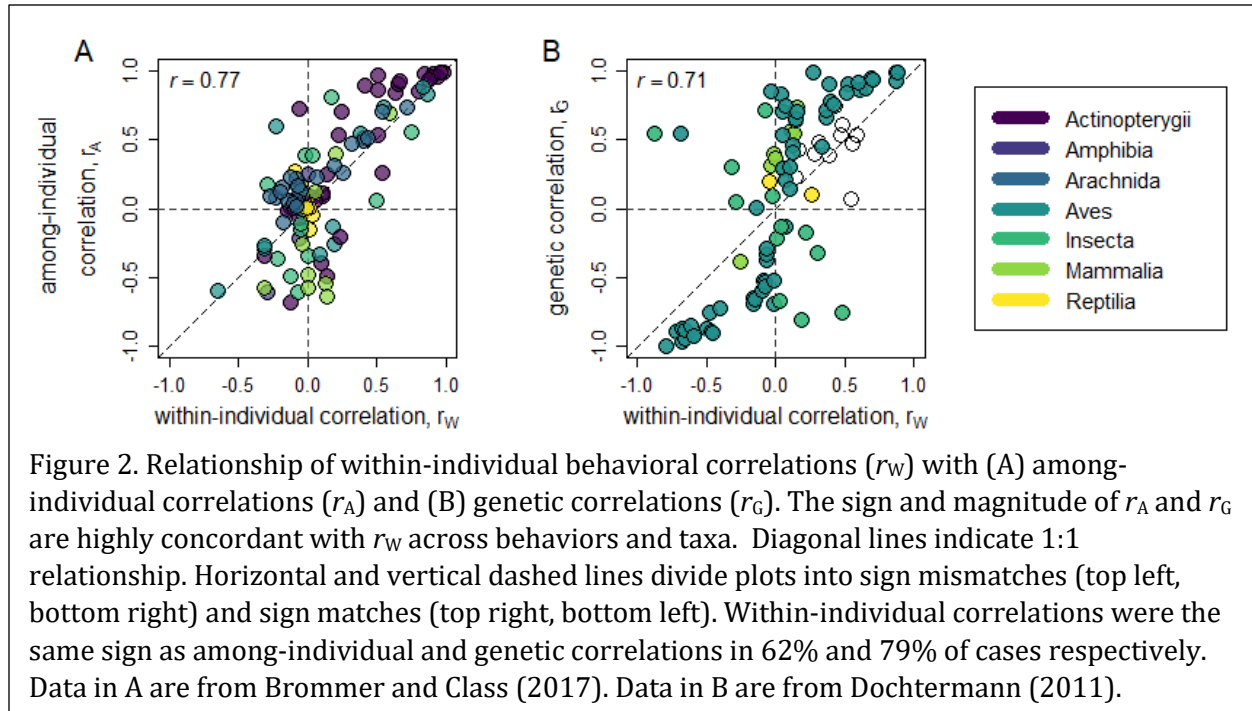 A
B
r = 0.77
r = 0.71
among-individual
correlation, rA
genetic correlation, rG
1.0
0.5
0.0
-0.5
-1.0
1.0
0.5
0.0
-0.5
-1.0
-1.0 -0.5 0.0 0.5 1.0
-1.0 -0.5 0.0 0.5 1.0
within-individual correlation, rW
within-individual correlation, rW
Actinopterygii
Amphibia
Arachnida
Aves
Insecta
Mammalia
Reptilia
Figure 2. Relationship of within-individual behavioral correlations (rW) with (A) among-
individual correlations (rA) and (B) genetic correlations (rG). The sign and magnitude of rA and rG
are highly concordant with rW across behaviors and taxa. Diagonal lines indicate 1:1
relationship. Horizontal and vertical dashed lines divide plots into sign mismatches (top left,
bottom right) and sign matches (top right, bottom left). Within-individual correlations were the
same sign as among-individual and genetic correlations in 62% and 79% of cases respectively.
Data in A are from Brommer and Class (2017). Data in B are from Dochtermann (2011).